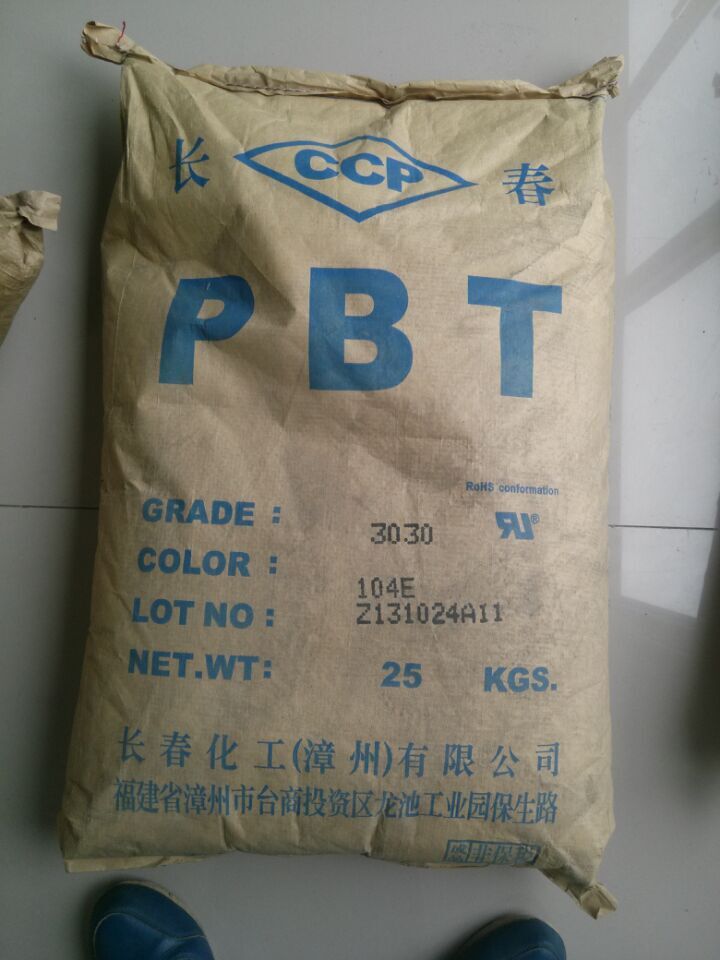 长 CCP 春
PBT
RoHS conformation
GRADE : 3030
RU®
COLOR : 104E
LOT NO : Z131024A11
NET.WT: 25 KGS.
长春化工(漳州)有限公司
福建省漳州市台商投资区龙池工业园保生路